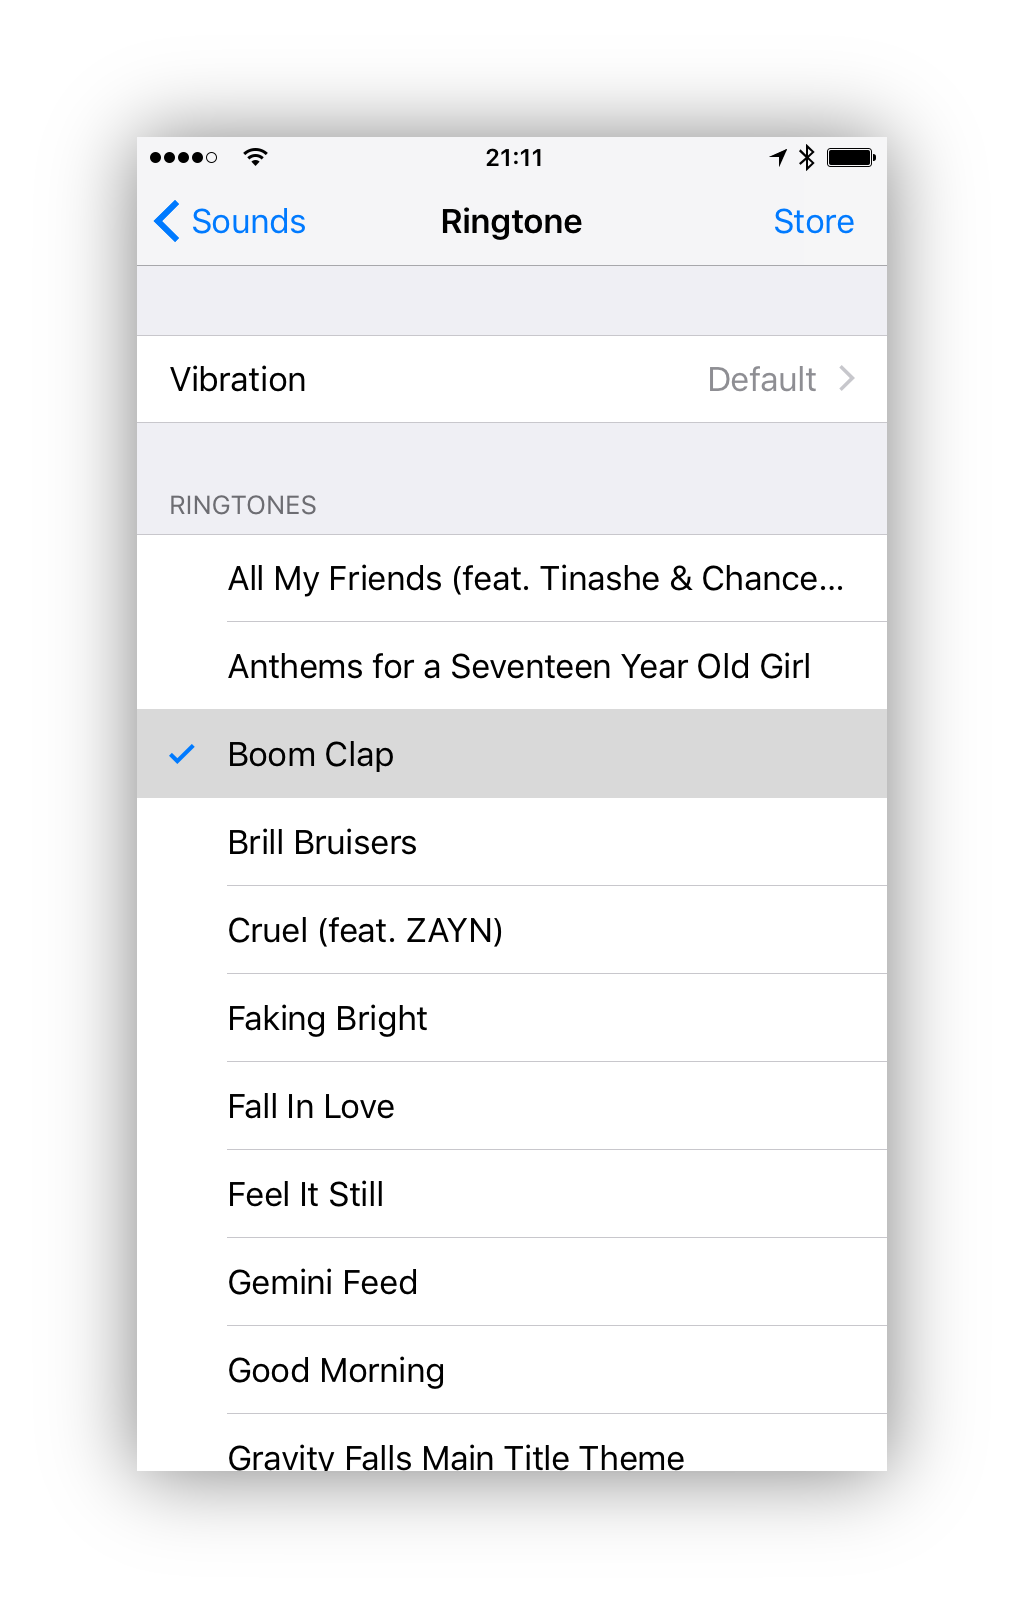 21:11
Sounds Ringtone Store
Vibration Default
RINGTONES
All My Friends (feat. Tinashe & Chance...
Anthems for a Seventeen Year Old Girl
Boom Clap
Brill Bruisers
Cruel (feat. ZAYN)
Faking Bright
Fall In Love
Feel It Still
Gemini Feed
Good Morning
Gravity Falls Main Title Theme